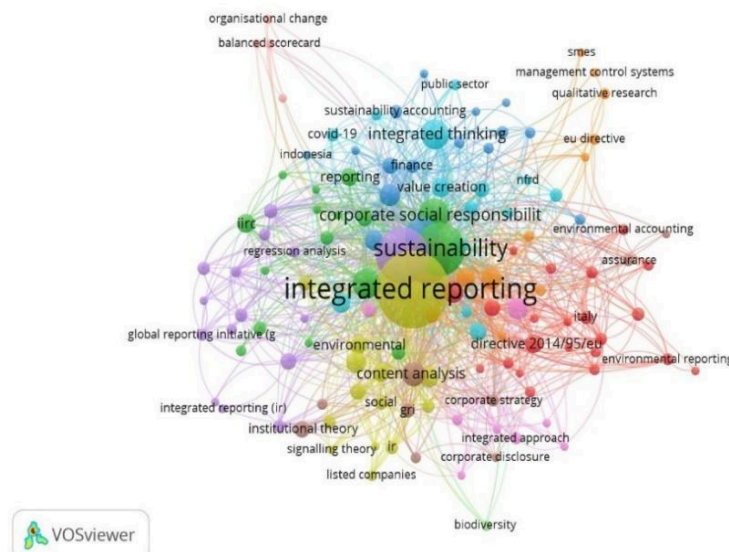 organisational change
balanced scorecard
smes
management control systems
public sector
qualitative research
sustainability accounting
covid-19
integrated thinking
eu directive
indonesia
finance
reporting
value creation
nfrd
iirc
corporate social responsibilit
environmental accounting
regression analysis
sustainability
assurance
integrated reporting
italy
global reporting initiative (g
environmental
directive 2014/95/eu
environmental reporting
content analysis
integrated reporting (ir)
social
gri
corporate strategy
institutional theory
integrated approach
signalling theory
ir
corporate disclosure
listed companies
biodiversity
VOSviewer